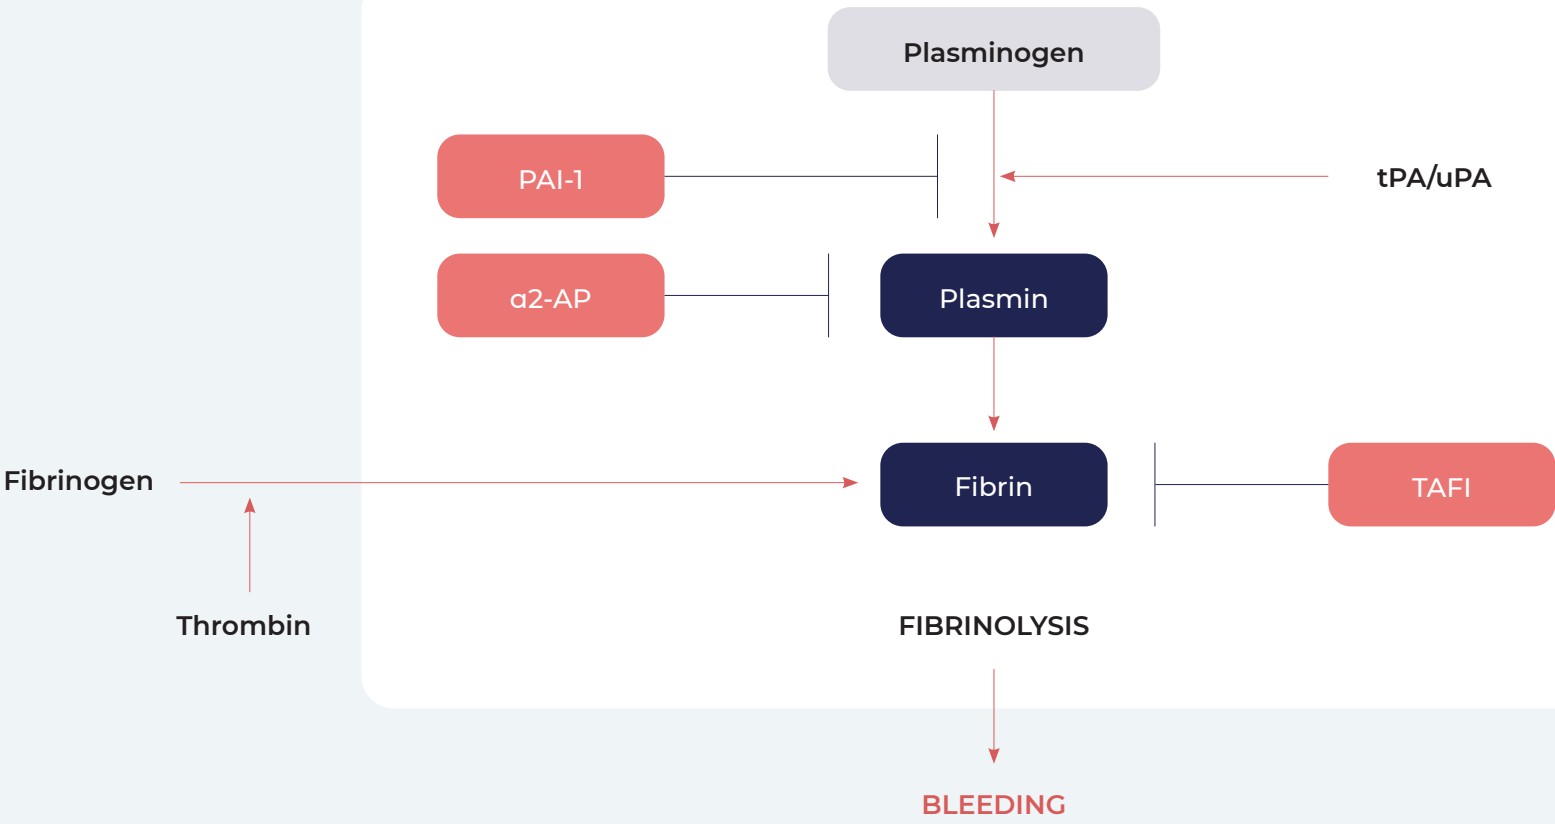 Plasminogen
PAI-1
tPA/uPA
α2-AP
Plasmin
Fibrinogen
Fibrin
TAFI
Thrombin
FIBRINOLYSIS
BLEEDING